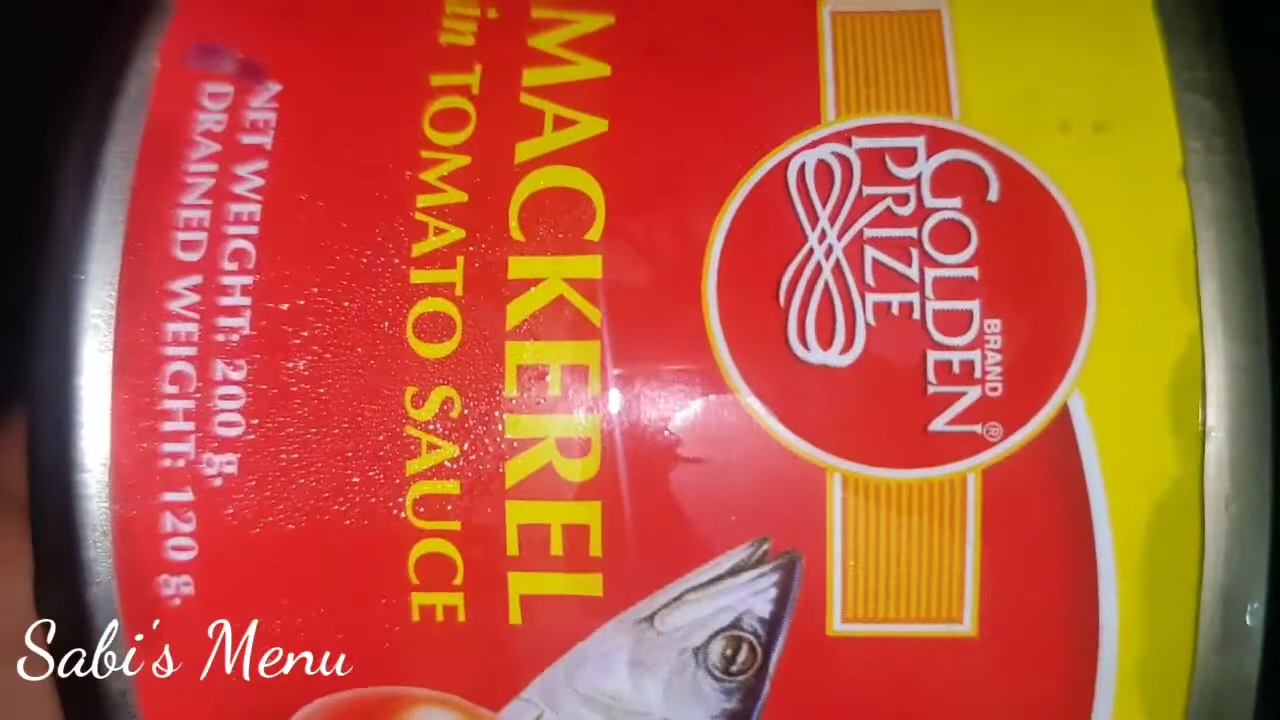 GOLDEN
PRIZE
BRAND
®
MACKEREL
in TOMATO SAUCE
NET WEIGHT: 200 g.
DRAINED WEIGHT: 120 g.
Sabi's Menu